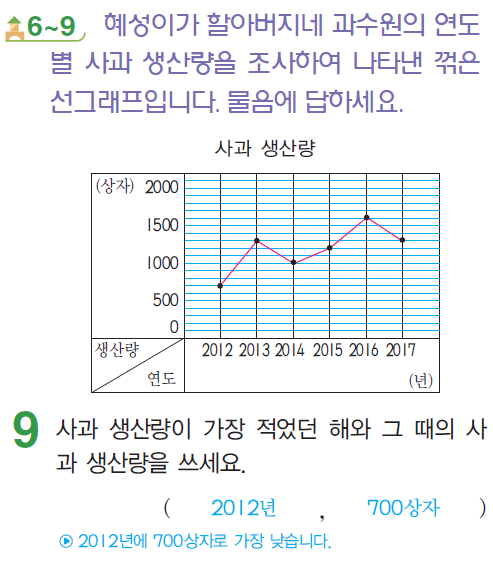 6~9 혜성이가 할아버지네 과수원의 연도
별 사과 생산량을 조사하여 나타낸 꺾은
선그래프입니다. 물음에 답하세요.
사과 생산량
(상자) 2000
1500
1000
500
0
생산량
연도
2012 2013 2014 2015 2016 2017
(년)
9 사과 생산량이 가장 적었던 해와 그 때의 사
과 생산량을 쓰세요.
( 2012년 , 700상자 )
▷ 2012년에 700상자로 가장 낮습니다.